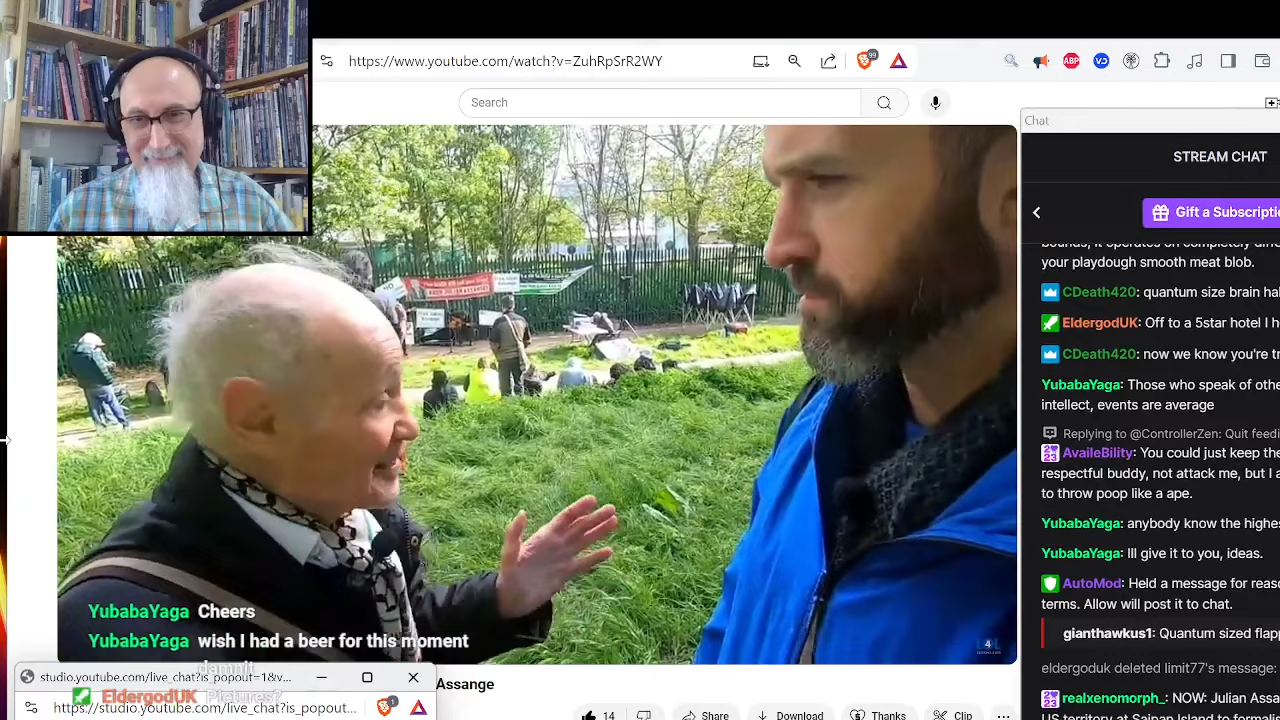 https://www.youtube.com/watch?v=ZuhRpSrR2WY
99
ABP
Search
Chat
STREAM CHAT
Gift a Subscripti
your playdough smooth meat blob.
CDeath420: quantum size brain ha
EldergodUK: Off to a 5star hotel I h
CDeath420: now we know you're t
YubabaYaga: Those who speak of othe
intellect, events are average
Replying to @ControllerZen: Quit feedi
AvaileBility: You could just keep the
respectful buddy, not attack me, but I a
to throw poop like a ape.
YubabaYaga: anybody know the highe
YubabaYaga: Ill give it to you, ideas.
AutoMod: Held a message for reas
terms. Allow will post it to chat.
gianthawkus1: Quantum sized flap
eldergoduk deleted limit77's message:
realxenomorph_: NOW: Julian Assa
US territory at Saipan Island to former
YubabaYaga Cheers
YubabaYaga wish I had a beer for this moment
damnit
EldergodUK Pictures?
studio.youtube.com/live_chat?is_popout=1&v...
https://studio.youtube.com/live_chat?is_popout...
1
Assange
14
Share
Download
Thanks
Clip